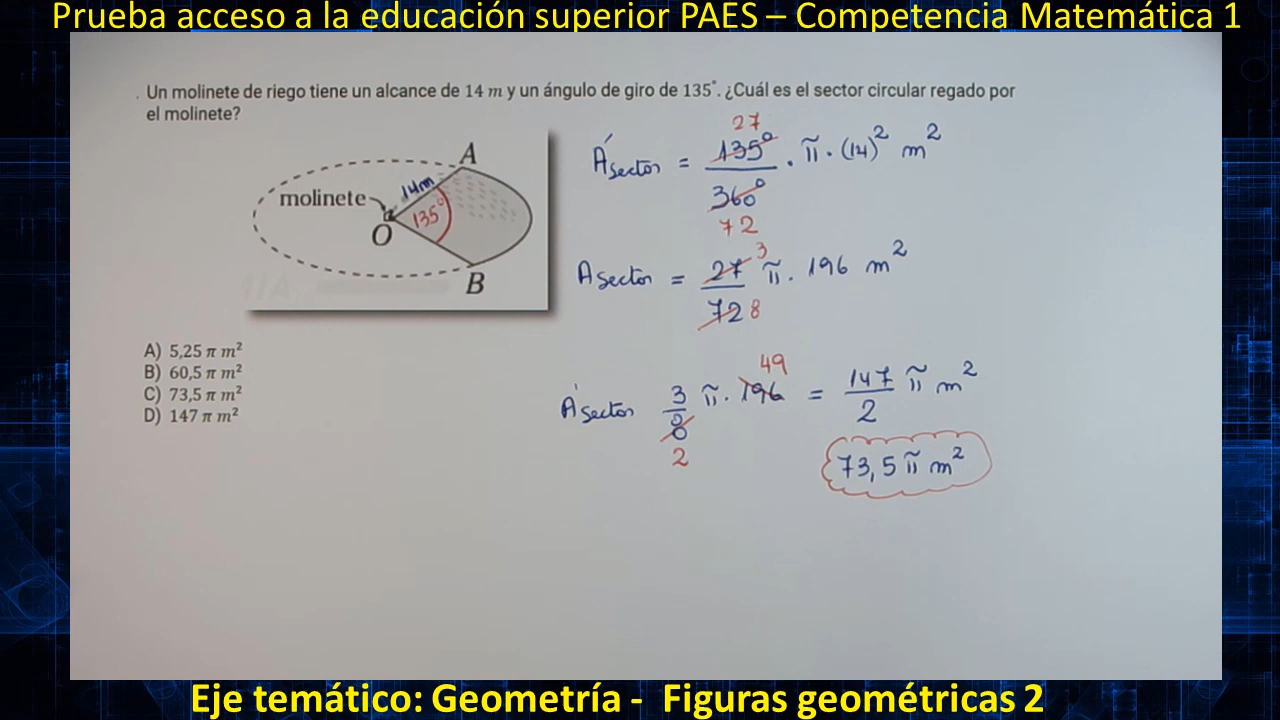 Prueba acceso a la educación superior PAES – Competencia Matemática 1
Un molinete de riego tiene un alcance de 14 m y un ángulo de giro de 135°. ¿Cuál es el sector circular regado por
el molinete?
A
14m
molinete
135°
O
B
A) 5,25 π m²
B) 60,5 π m²
C) 73,5 π m²
D) 147 π m²
27
Á sector = 135° / 360° · π · (14)² m²
72
A sector = 27 / 72 π · 196 m²
3
8
49
Á sector 3 / 8 π · 196 = 147 / 2 π m²
2
73,5 π m²
Eje temático: Geometría - Figuras geométricas 2